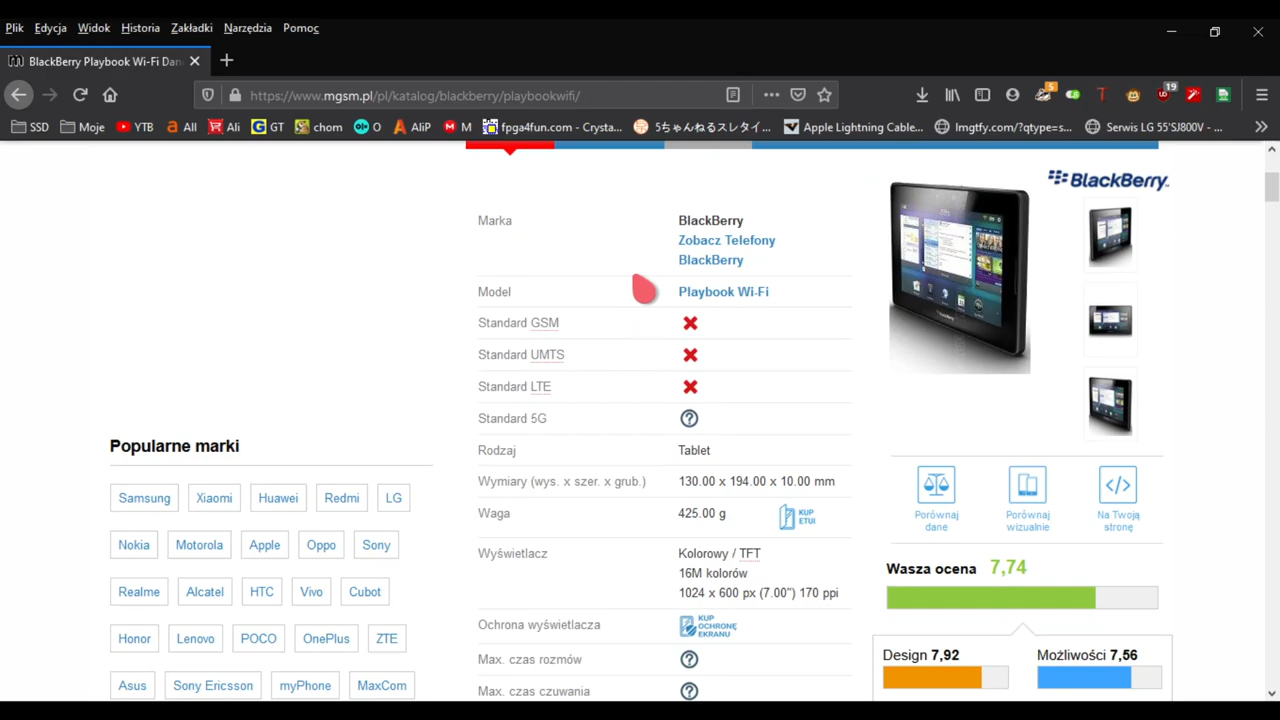 Plik Edycja Widok Historia Zakładki Narzędzia Pomoc
BlackBerry Playbook Wi-Fi Dan
https://www.mgsm.pl/pl/katalog/blackberry/playbookwifi/
5 19
SSD Moje YTB All Ali GT chom O AliP M fpga4fun.com - Crysta... 5ちゃんねるスレタイ... Apple Lightning Cable... lmgtfy.com/?qtype=s... Serwis LG 55'SJ800V - ...
BlackBerry
Marka BlackBerry
Zobacz Telefony
BlackBerry
Model Playbook Wi-Fi
Standard GSM
Standard UMTS
Standard LTE
Standard 5G
Rodzaj Tablet
Wymiary (wys. x szer. x grub.) 130.00 x 194.00 x 10.00 mm
Waga 425.00 g KUP
ETUI
Wyświetlacz Kolorowy / TFT
16M kolorów
1024 x 600 px (7.00") 170 ppi
Ochrona wyświetlacza KUP
OCHRONĘ
EKRANU
Max. czas rozmów
Max. czas czuwania
Popularne marki
Samsung Xiaomi Huawei Redmi LG
Nokia Motorola Apple Oppo Sony
Realme Alcatel HTC Vivo Cubot
Honor Lenovo POCO OnePlus ZTE
Asus Sony Ericsson myPhone MaxCom
Porównaj
dane
Porównaj
wizualnie
Na Twoją
stronę
Wasza ocena 7,74
Design 7,92 Możliwości 7,56